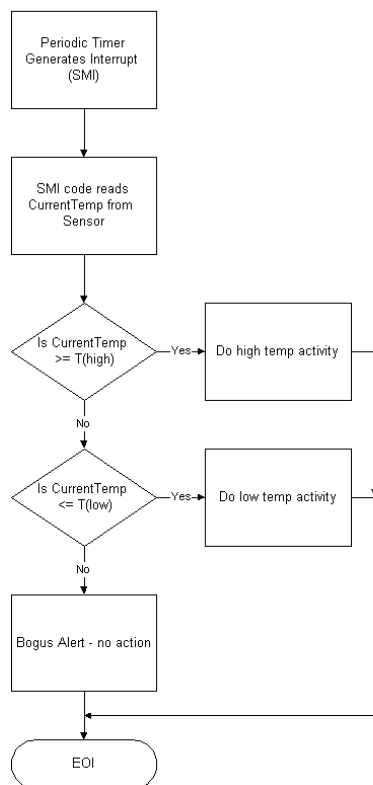 Periodic Timer
Generates Interrupt
(SMI)
SMI code reads
CurrentTemp from
Sensor
Is CurrentTemp
>= T(high)
Yes
Do high temp activity
No
Is CurrentTemp
<= T(low)
Yes
Do low temp activity
No
Bogus Alert - no action
EOI